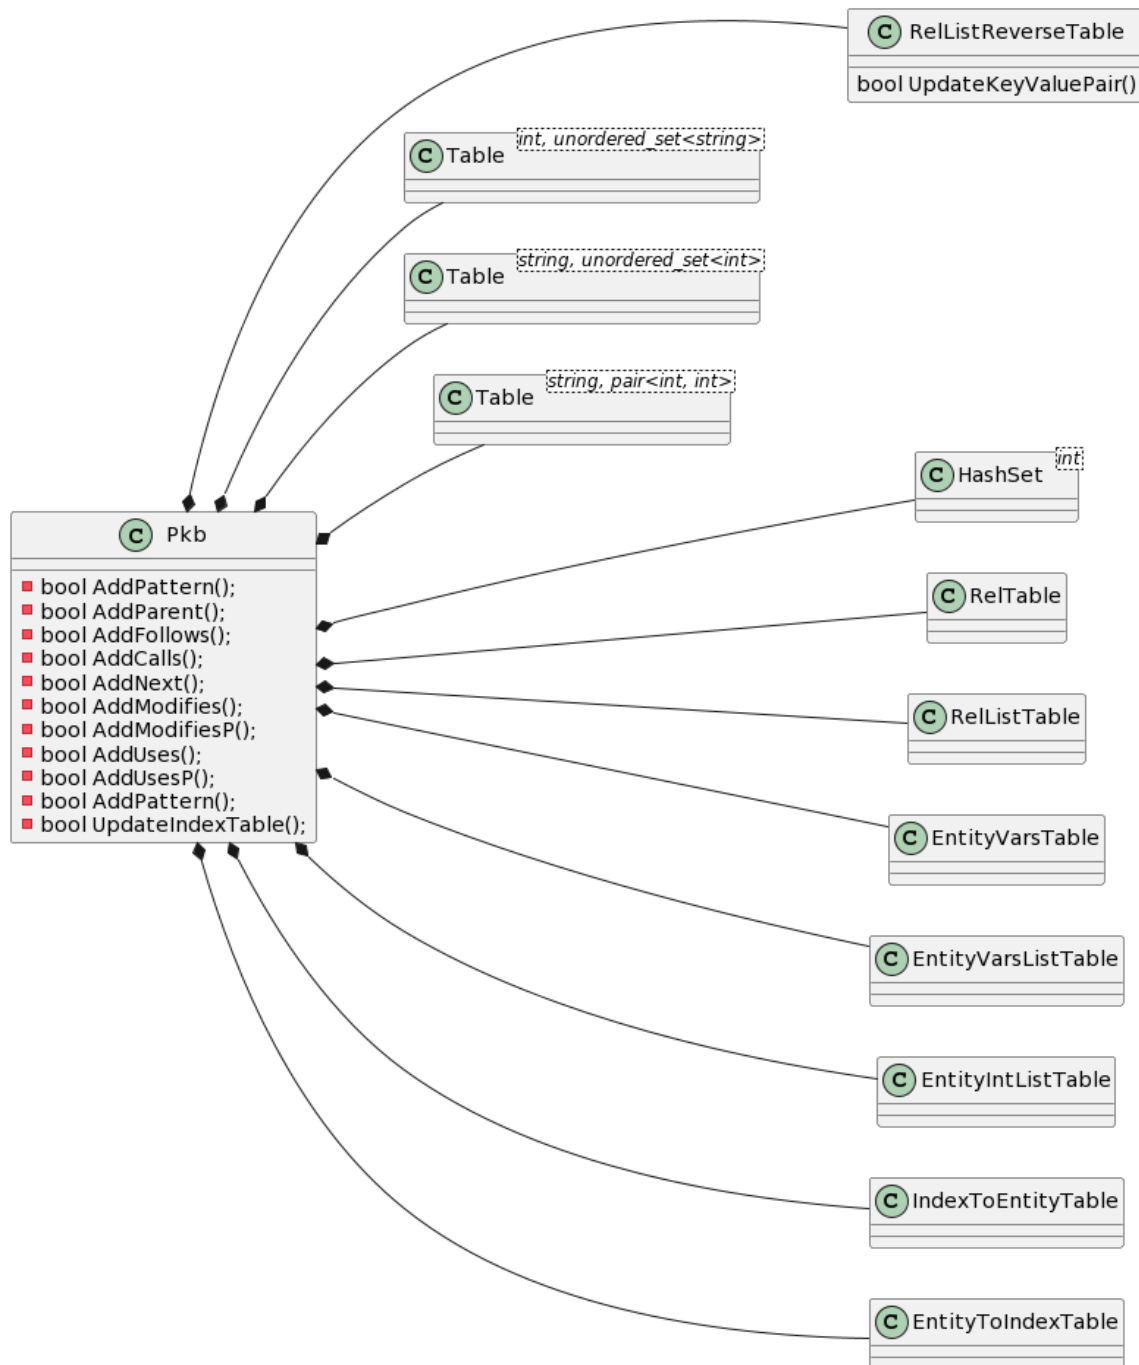 C RelListReverseTable
bool UpdateKeyValuePair()
C Table int, unordered_set<string>
C Table string, unordered_set<int>
C Table string, pair<int, int>
C HashSet int
C Pkb
bool AddPattern();
bool AddParent();
bool AddFollows();
bool AddCalls();
bool AddNext();
bool AddModifies();
bool AddModifiesP();
bool AddUses();
bool AddUsesP();
bool AddPattern();
bool UpdateIndexTable();
C RelTable
C RelListTable
C EntityVarsTable
C EntityVarsListTable
C EntityIntListTable
C IndexToEntityTable
C EntityToIndexTable